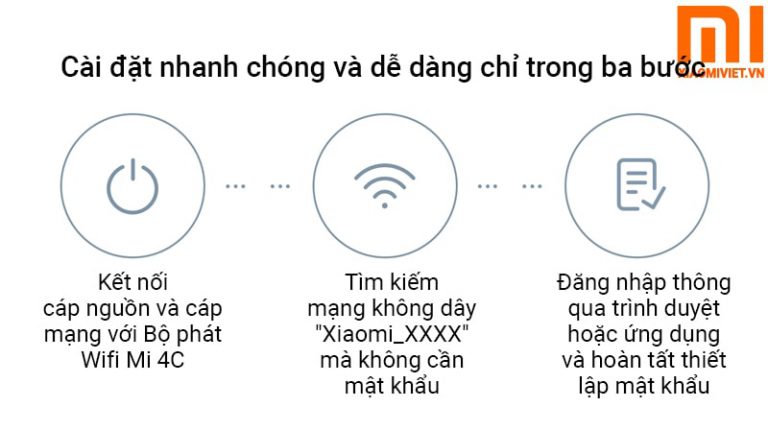 mi
XIAOMIVIET.VN
Cài đặt nhanh chóng và dễ dàng chỉ trong ba bước
Kết nối
cáp nguồn và cáp
mạng với Bộ phát
Wifi Mi 4C
Tìm kiếm
mạng không dây
"Xiaomi_XXXX"
mà không cần
mật khẩu
Đăng nhập thông
qua trình duyệt
hoặc ứng dụng
và hoàn tất thiết
lập mật khẩu